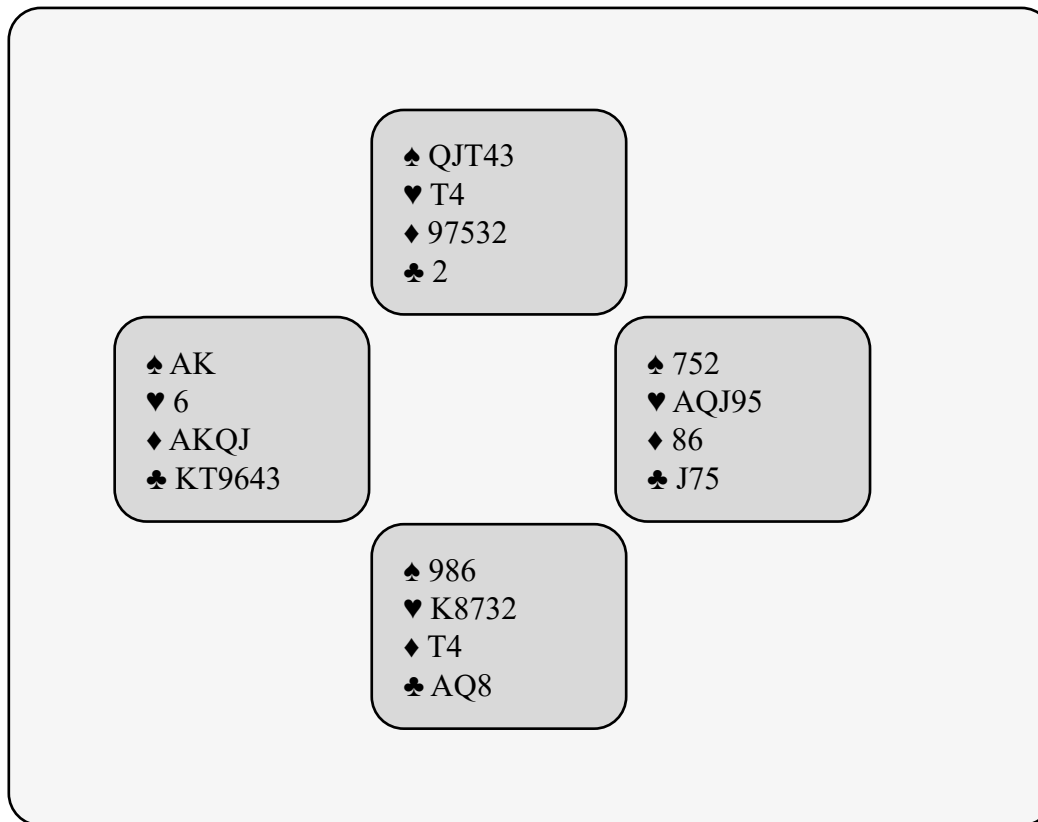 ♠ QJT43
♥ T4
♦ 97532
♣ 2
♠ AK
♥ 6
♦ AKQJ
♣ KT9643
♠ 752
♥ AQJ95
♦ 86
♣ J75
♠ 986
♥ K8732
♦ T4
♣ AQ8